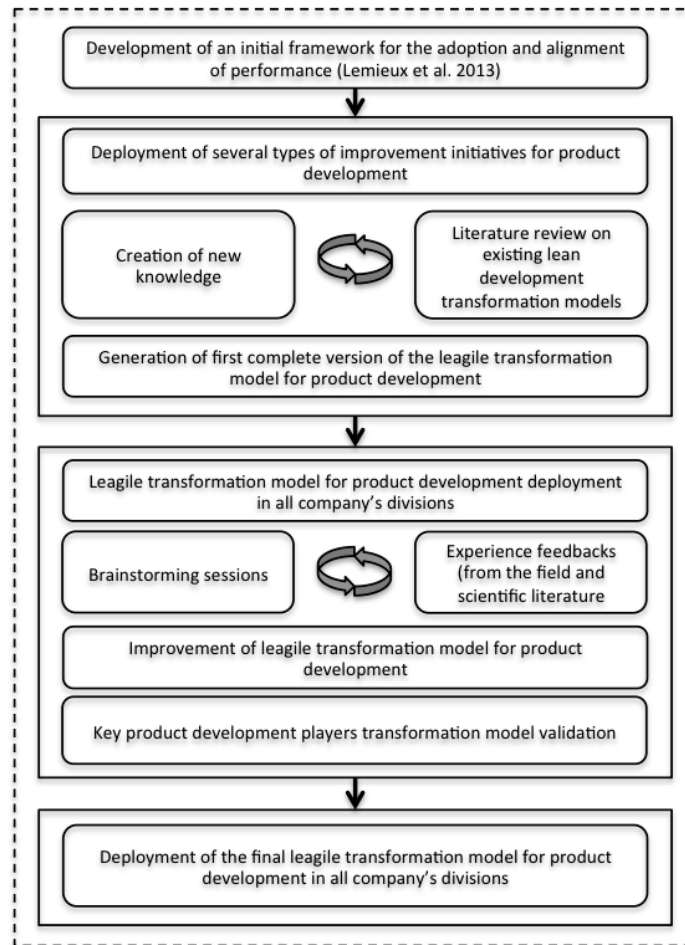 Development of an initial framework for the adoption and alignment
of performance (Lemieux et al. 2013)
Deployment of several types of improvement initiatives for product
development
Creation of new
knowledge
Literature review on
existing lean
development
transformation models
Generation of first complete version of the leagile transformation
model for product development
Leagile transformation model for product development deployment
in all company's divisions
Brainstorming sessions
Experience feedbacks
(from the field and
scientific literature
Improvement of leagile transformation model for product
development
Key product development players transformation model validation
Deployment of the final leagile transformation model for product
development in all company's divisions